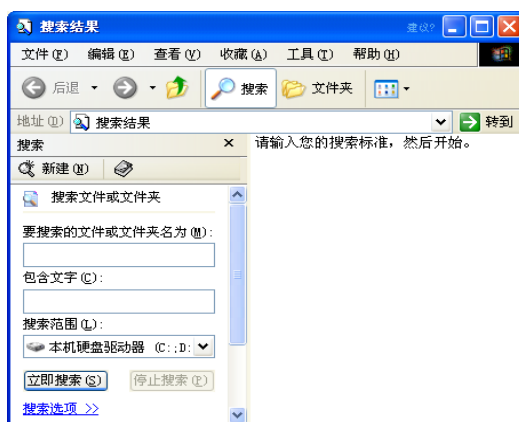 搜索结果 建议?
文件(F) 编辑(E) 查看(V) 收藏(A) 工具(T) 帮助(H)
后退 搜索 文件夹
地址(D) 搜索结果 转到
搜索 ×
请输入您的搜索标准，然后开始。
新建(N)
搜索文件或文件夹
要搜索的文件或文件夹名为(M):
包含文字(C):
搜索范围(L):
本机硬盘驱动器 (C:;D:
立即搜索(S) 停止搜索(P)
搜索选项 >>